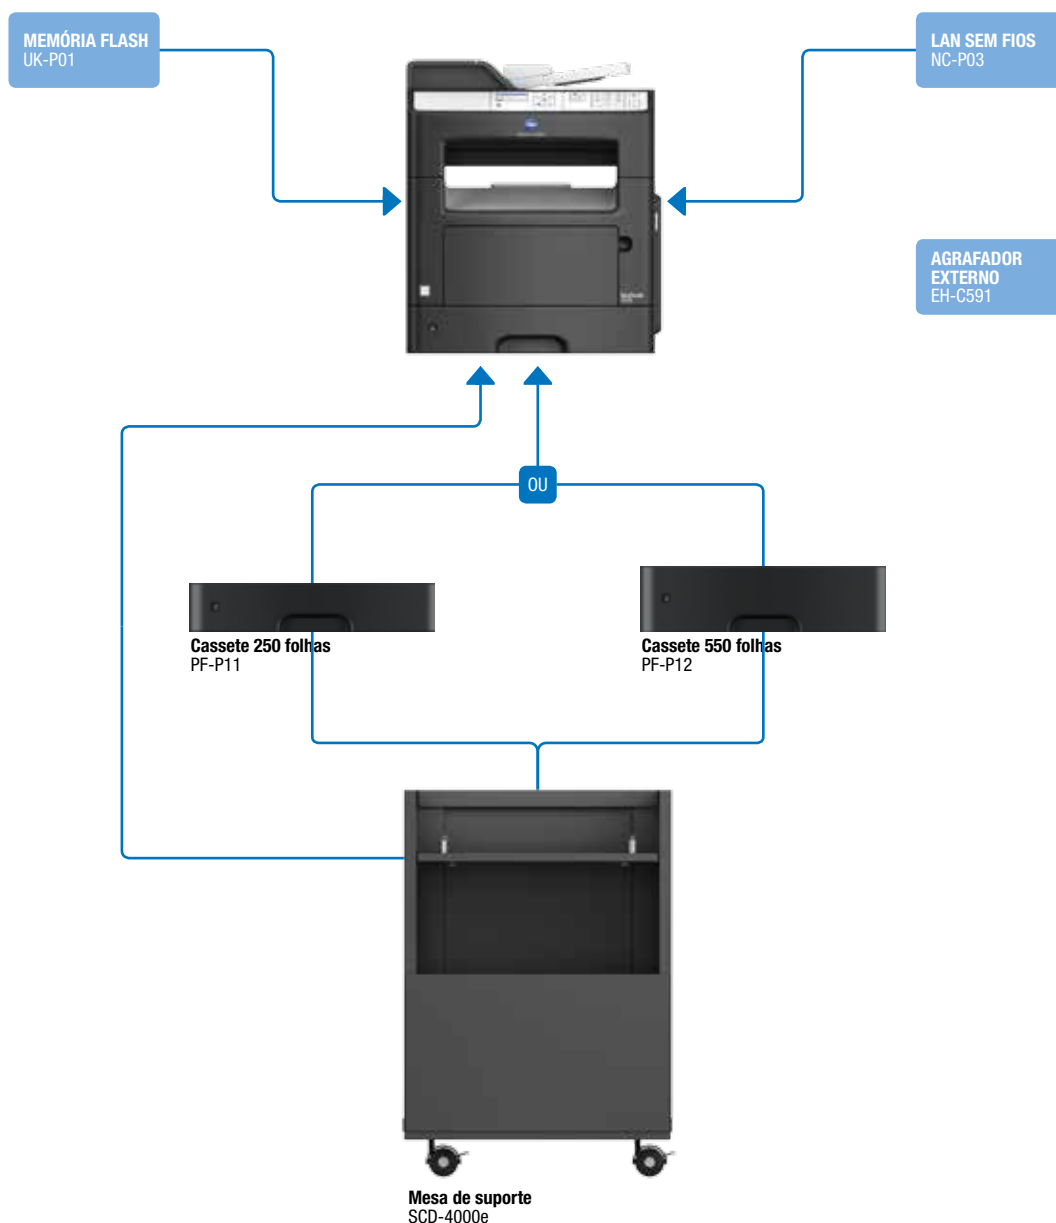 MEMÓRIA FLASH
UK-P01
LAN SEM FIOS
NC-P03
AGRAFADOR
EXTERNO
EH-C591
OU
Cassete 250 folhas
PF-P11
Cassete 550 folhas
PF-P12
Mesa de suporte
SCD-4000e